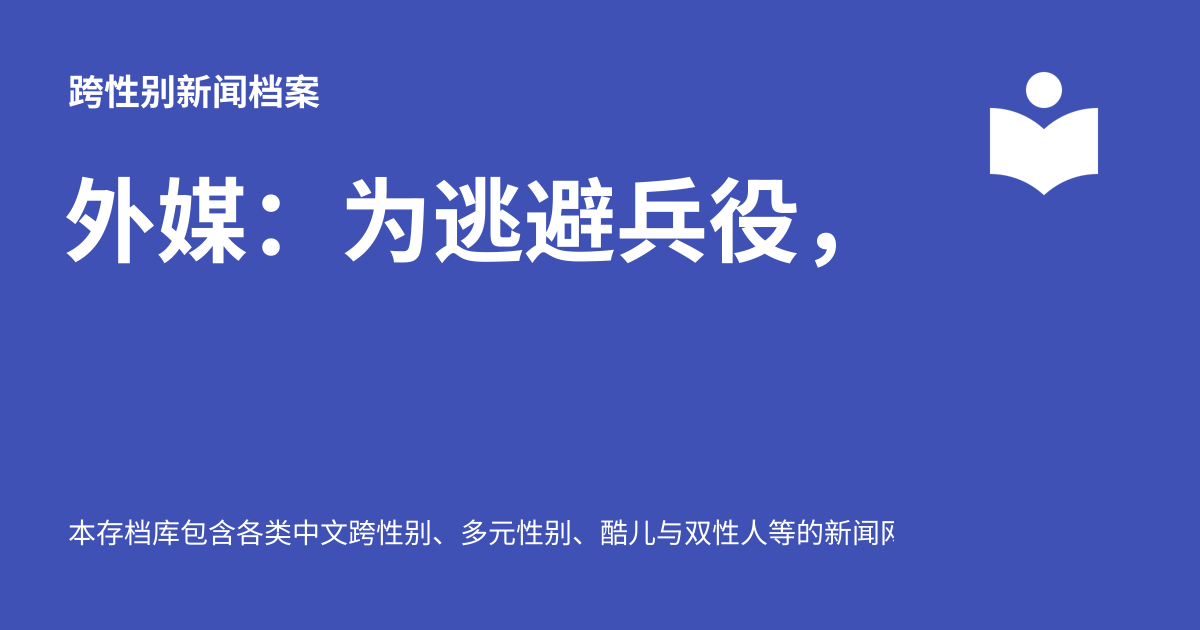 跨性别新闻档案
外媒：为逃避兵役，
本存档库包含各类中文跨性别、多元性别、酷儿与双性人等的新闻网